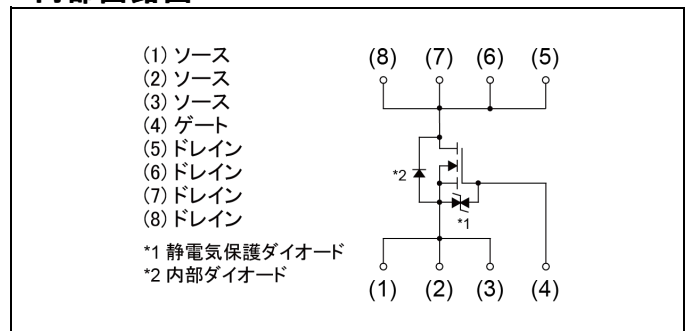 (1) ソース
(2) ソース
(3) ソース
(4) ゲート
(5) ドレイン
(6) ドレイン
(7) ドレイン
(8) ドレイン
*1 静電気保護ダイオード
*2 内部ダイオード
(8) (7) (6) (5)
*2
*1
(1) (2) (3) (4)